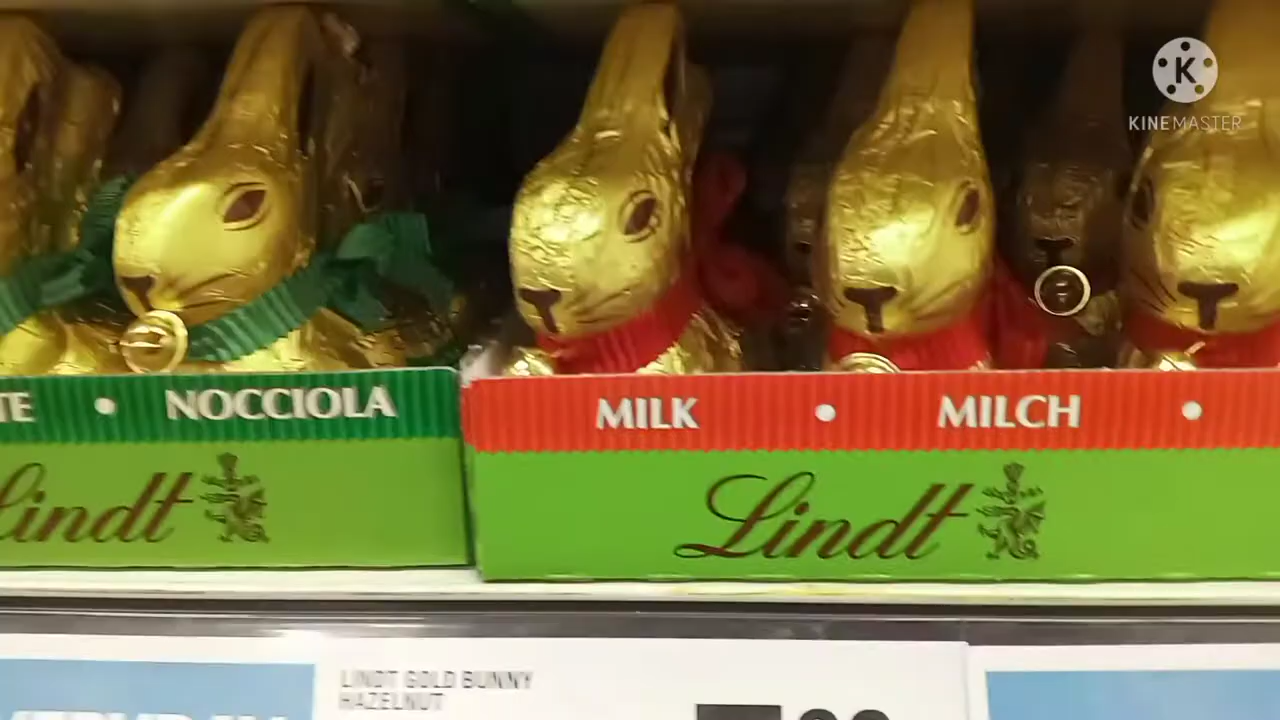 K
KINEMASTER
TE • NOCCIOLA
MILK • MILCH •
Lindt
Lindt
LINDT GOLD BUNNY
HAZELNUT